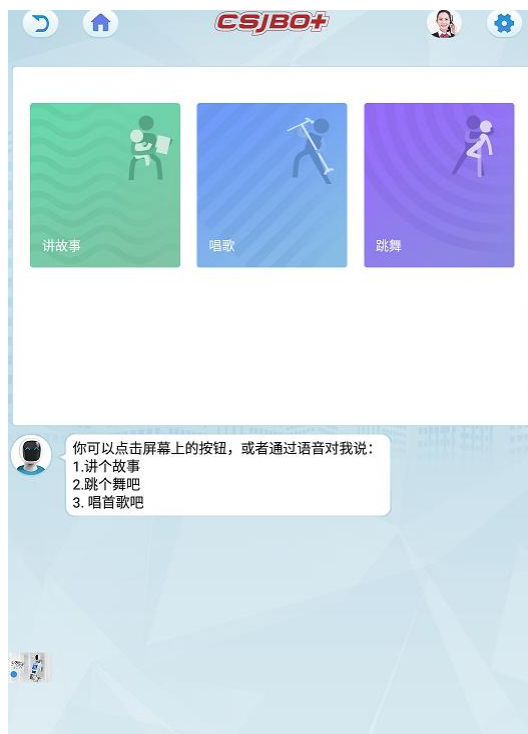 CSJBO+
讲故事
唱歌
跳舞
你可以点击屏幕上的按钮，或者通过语音对我说：
1.讲个故事
2.跳个舞吧
3. 唱首歌吧